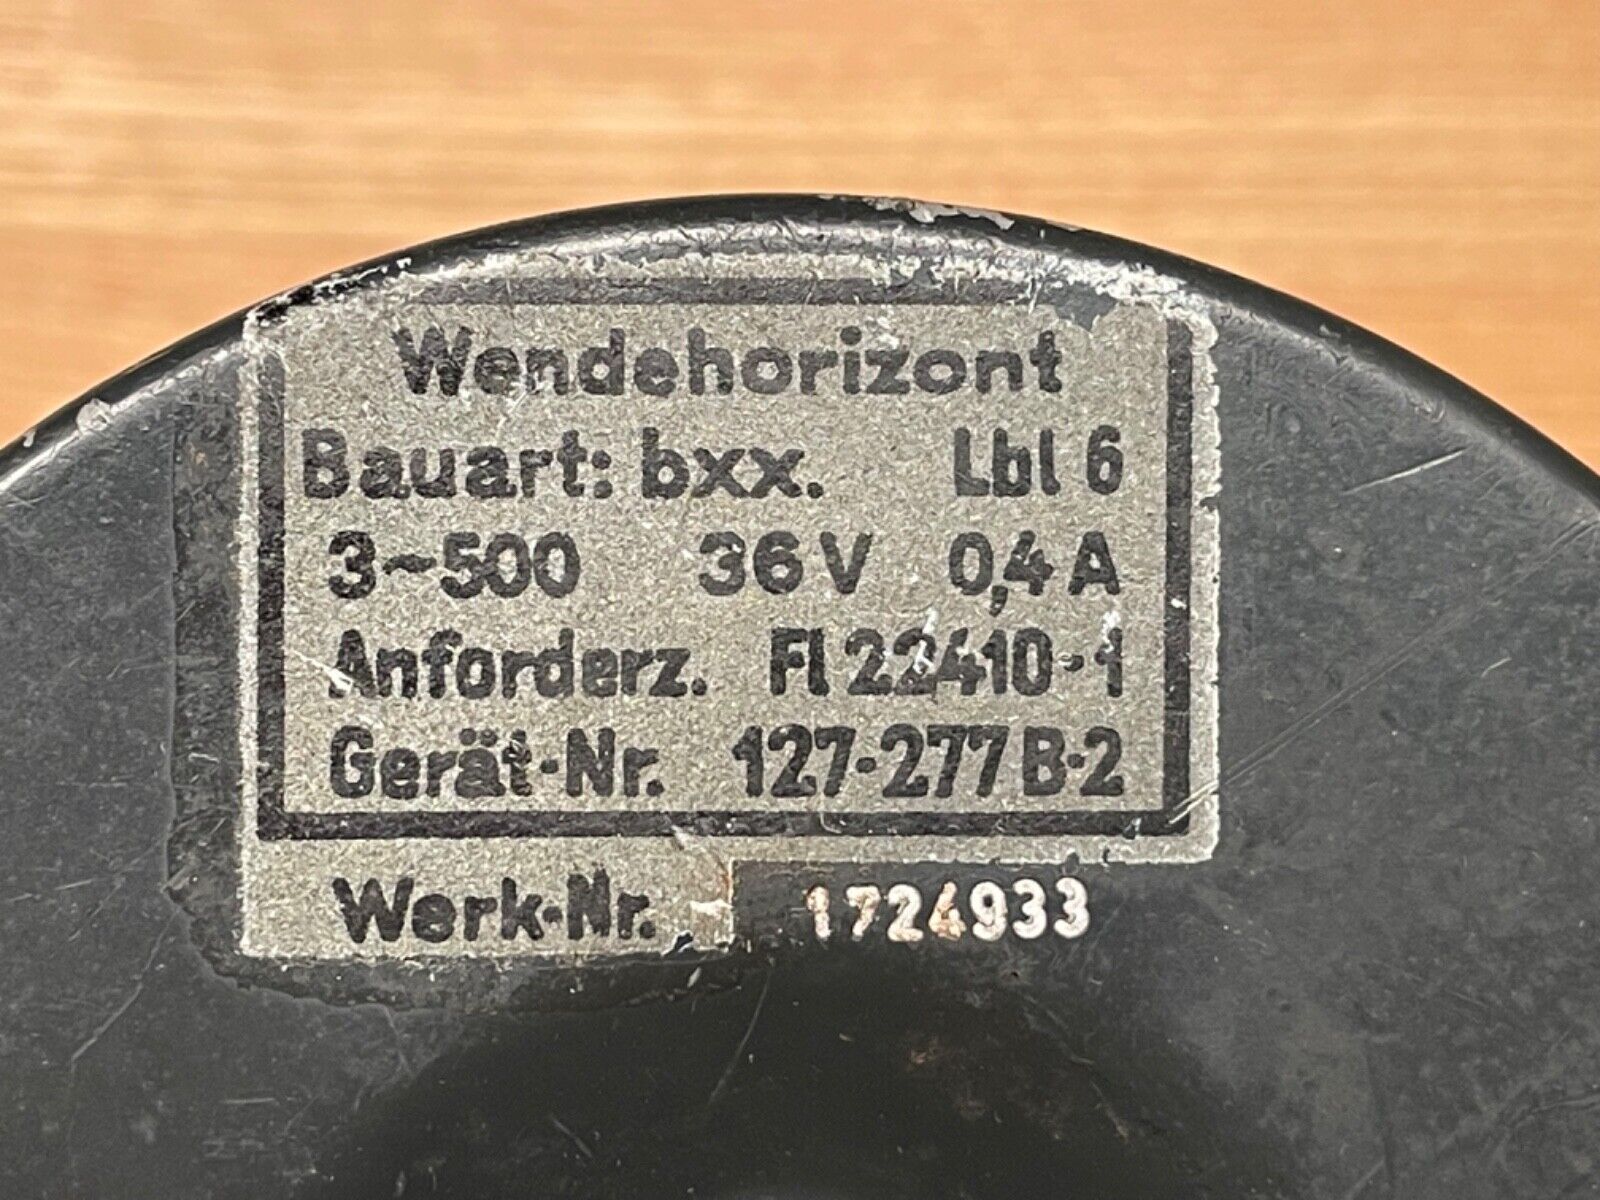 Wendehorizont
Bauart: bxx. Lbl 6
3~500 36V 0,4A
Anforderz. Fl 22410-1
Gerät-Nr. 127-277 B-2
Werk-Nr. 1724933